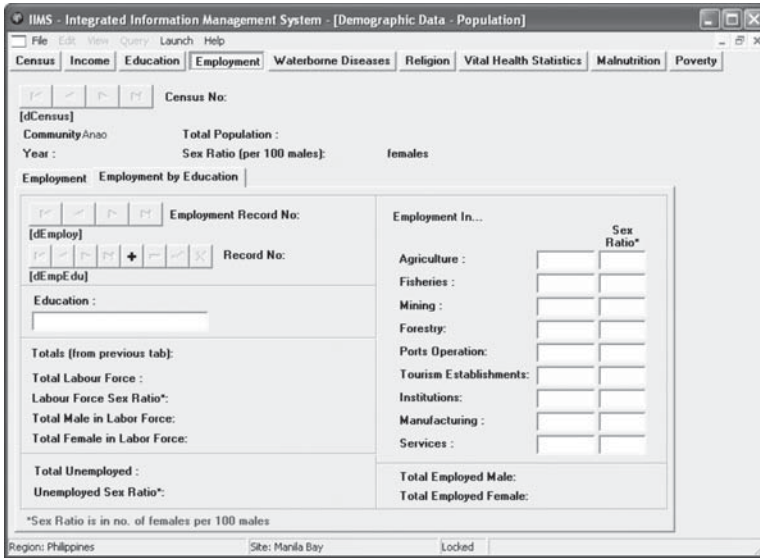 IIMS - Integrated Information Management System - [Demographic Data - Population]
File Edit View Query Launch Help
Census Income Education Employment Waterborne Diseases Religion Vital Health Statistics Malnutrition Poverty
Census No:
[dCensus]
Community Anao Total Population :
Year : Sex Ratio (per 100 males): females
Employment Employment by Education
Employment Record No:
[dEmploy]
Record No:
[dEmpEdu]
Education :
Totals (from previous tab):
Total Labour Force :
Labour Force Sex Ratio*:
Total Male in Labor Force:
Total Female in Labor Force:
Total Unemployed :
Unemployed Sex Ratio*:
Employment In...
Sex
Ratio*
Agriculture :
Fisheries :
Mining :
Forestry:
Ports Operation:
Tourism Establishments:
Institutions:
Manufacturing :
Services :
Total Employed Male:
Total Employed Female:
*Sex Ratio is in no. of females per 100 males
Region: Philippines Site: Manila Bay Locked